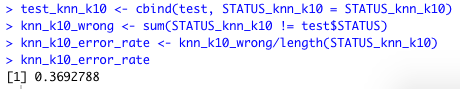 > test_knn_k10 <- cbind(test, STATUS_knn_k10 = STATUS_knn_k10)
> knn_k10_wrong <- sum(STATUS_knn_k10 != test$STATUS)
> knn_k10_error_rate <- knn_k10_wrong/length(STATUS_knn_k10)
> knn_k10_error_rate
[1] 0.3692788